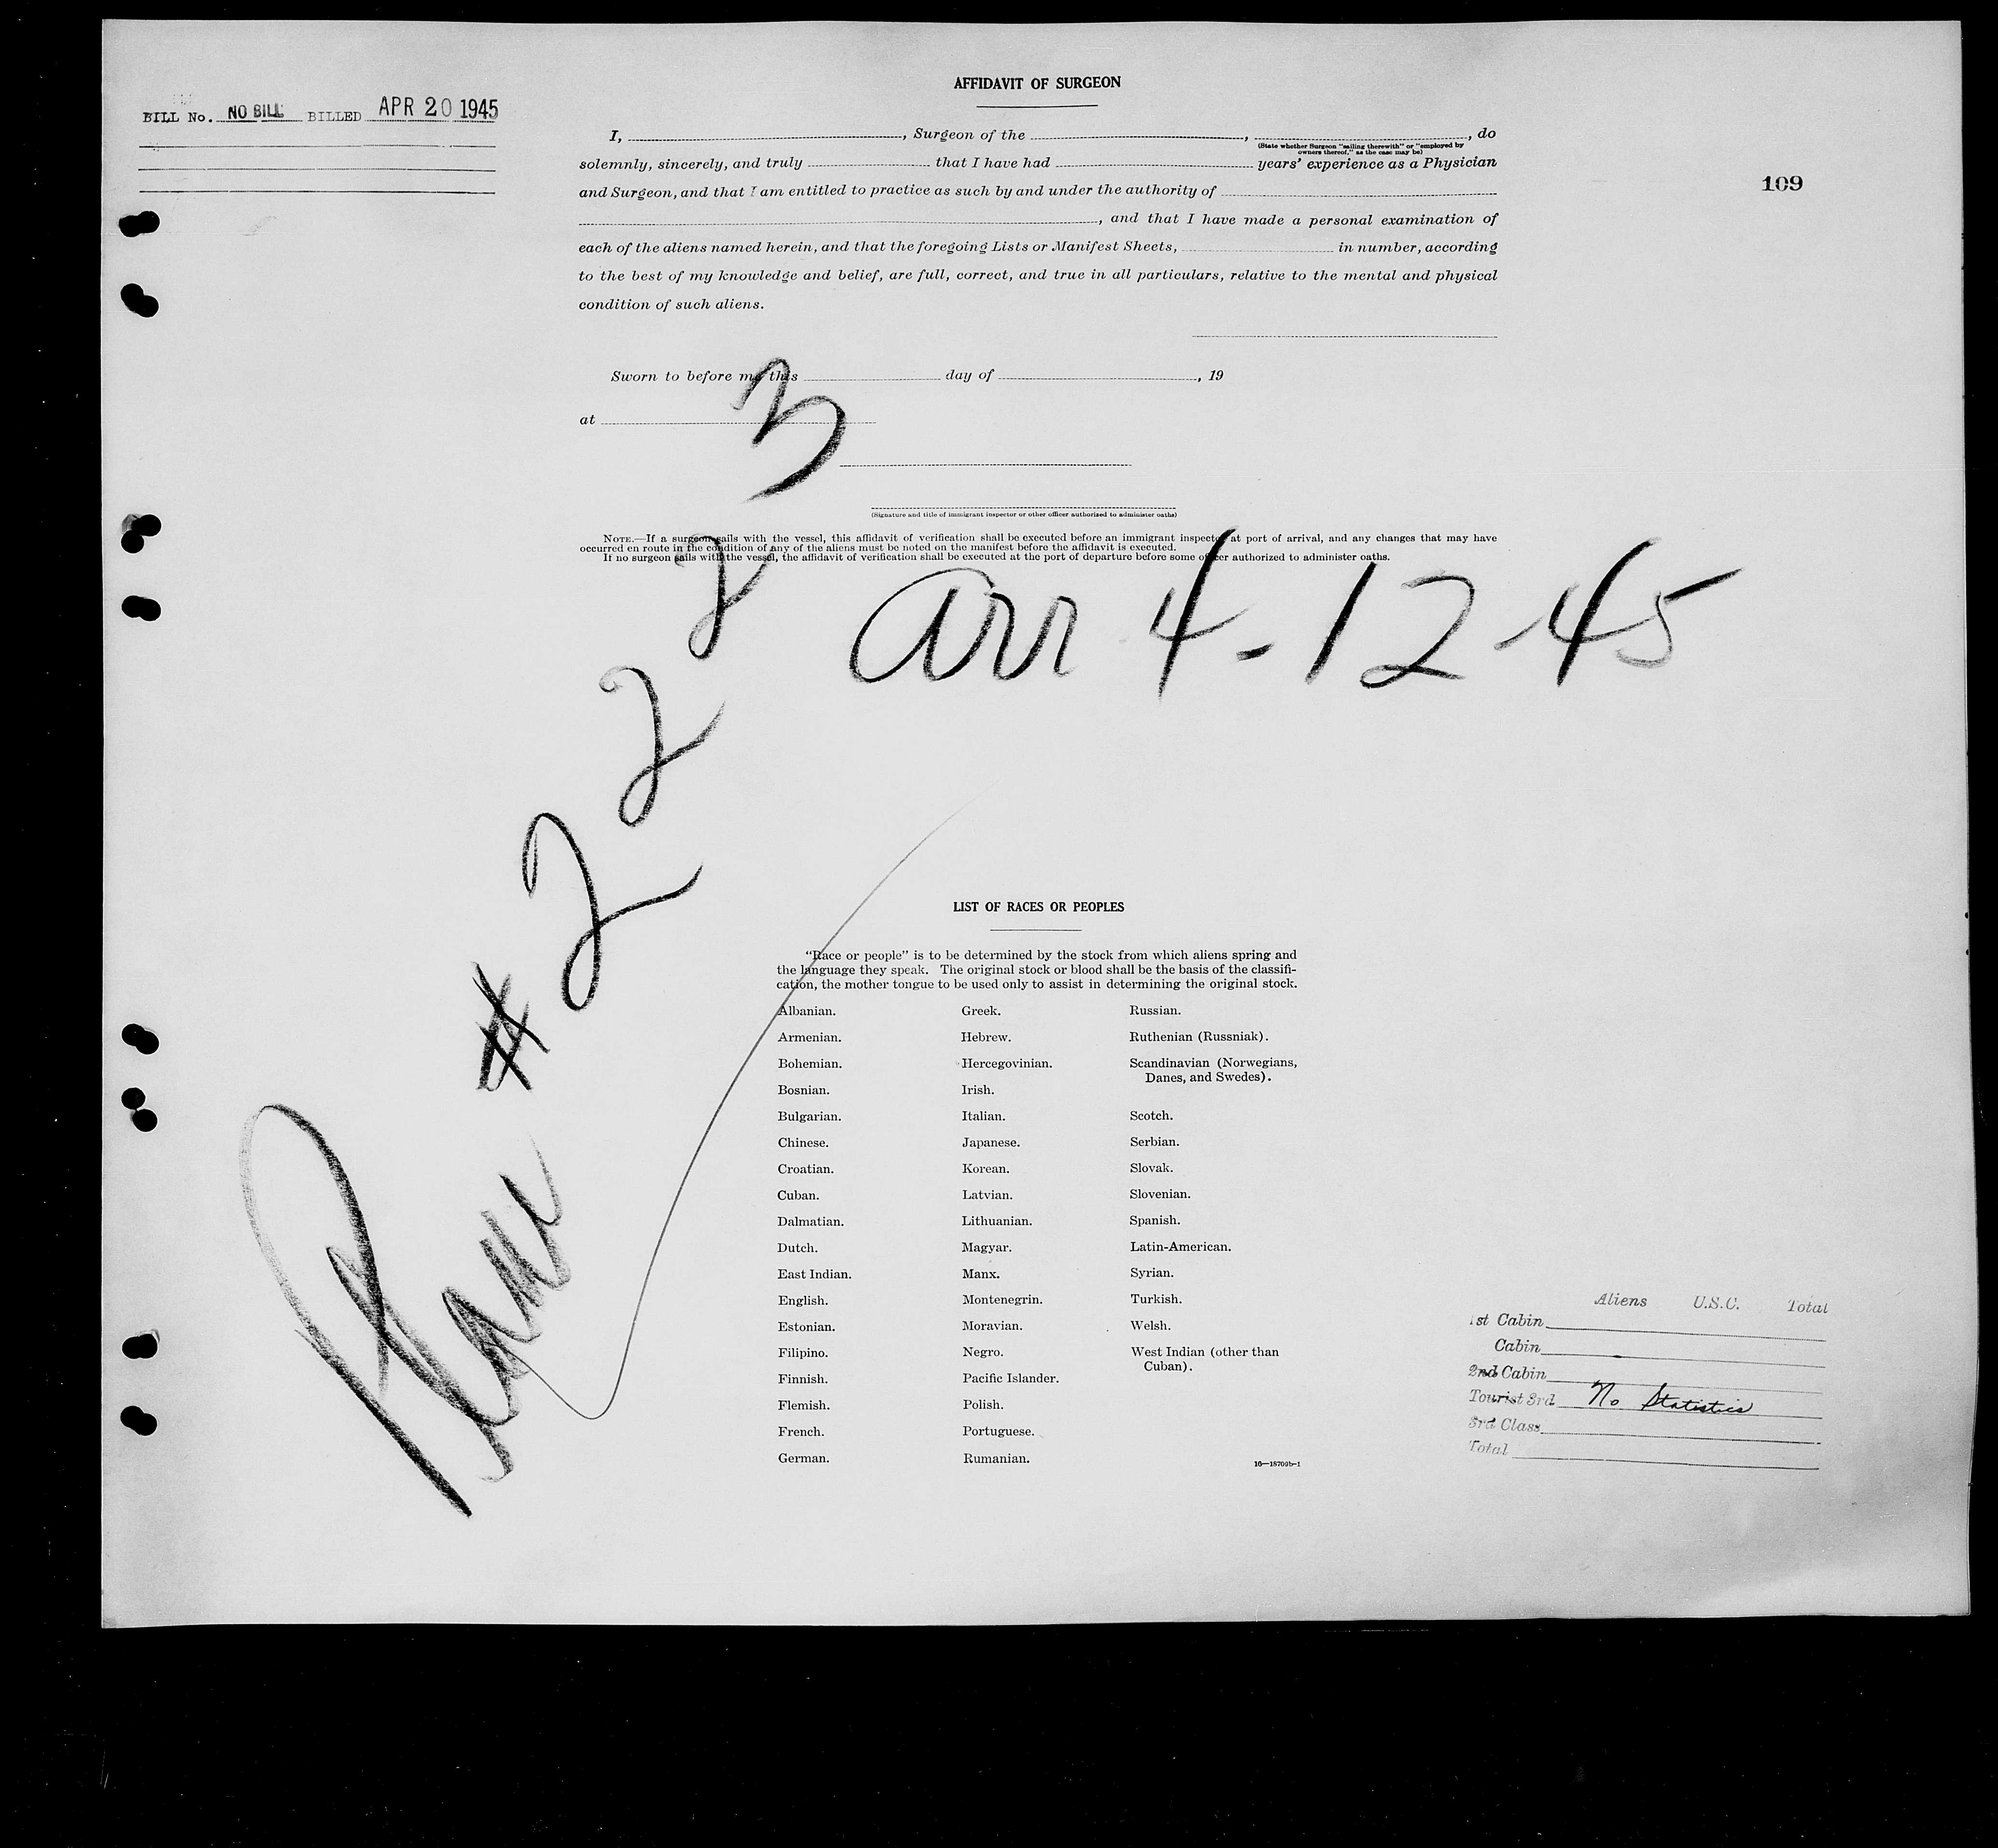 AFFIDAVIT OF SURGEON
BILL No. NO BILL BILLED APR 20 1945
109
I, , Surgeon of the , , do
(State whether Surgeon "sailing therewith" or "employed by
owners thereof," as the case may be)
solemnly, sincerely, and truly that I have had years' experience as a Physician
and Surgeon, and that I am entitled to practice as such by and under the authority of
, and that I have made a personal examination of
each of the aliens named herein, and that the foregoing Lists or Manifest Sheets, in number, according
to the best of my knowledge and belief, are full, correct, and true in all particulars, relative to the mental and physical
condition of such aliens.
Sworn to before me this day of , 19
at
(Signature and title of immigrant inspector or other officer authorized to administer oaths)
NOTE.—If a surgeon sails with the vessel, this affidavit of verification shall be executed before an immigrant inspector at port of arrival, and any changes that may have
occurred en route in the condition of any of the aliens must be noted on the manifest before the affidavit is executed.
If no surgeon sails with the vessel, the affidavit of verification shall be executed at the port of departure before some officer authorized to administer oaths.
arr 4-12-45
Plane # 2223
LIST OF RACES OR PEOPLES
"Race or people" is to be determined by the stock from which aliens spring and
the language they speak. The original stock or blood shall be the basis of the classifi-
cation, the mother tongue to be used only to assist in determining the original stock.
Albanian.
Armenian.
Bohemian.
Bosnian.
Bulgarian.
Chinese.
Croatian.
Cuban.
Dalmatian.
Dutch.
East Indian.
English.
Estonian.
Filipino.
Finnish.
Flemish.
French.
German.
Greek.
Hebrew.
Hercegovinian.
Irish.
Italian.
Japanese.
Korean.
Latvian.
Lithuanian.
Magyar.
Manx.
Montenegrin.
Moravian.
Negro.
Pacific Islander.
Polish.
Portuguese.
Rumanian.
Russian.
Ruthenian (Russniak).
Scandinavian (Norwegians,
Danes, and Swedes).
Scotch.
Serbian.
Slovak.
Slovenian.
Spanish.
Latin-American.
Syrian.
Turkish.
Welsh.
West Indian (other than
Cuban).
16—18709b-1
Aliens U.S.C. Total
1st Cabin
Cabin
2nd Cabin
Tourist 3rd No Statistics
3rd Class
Total